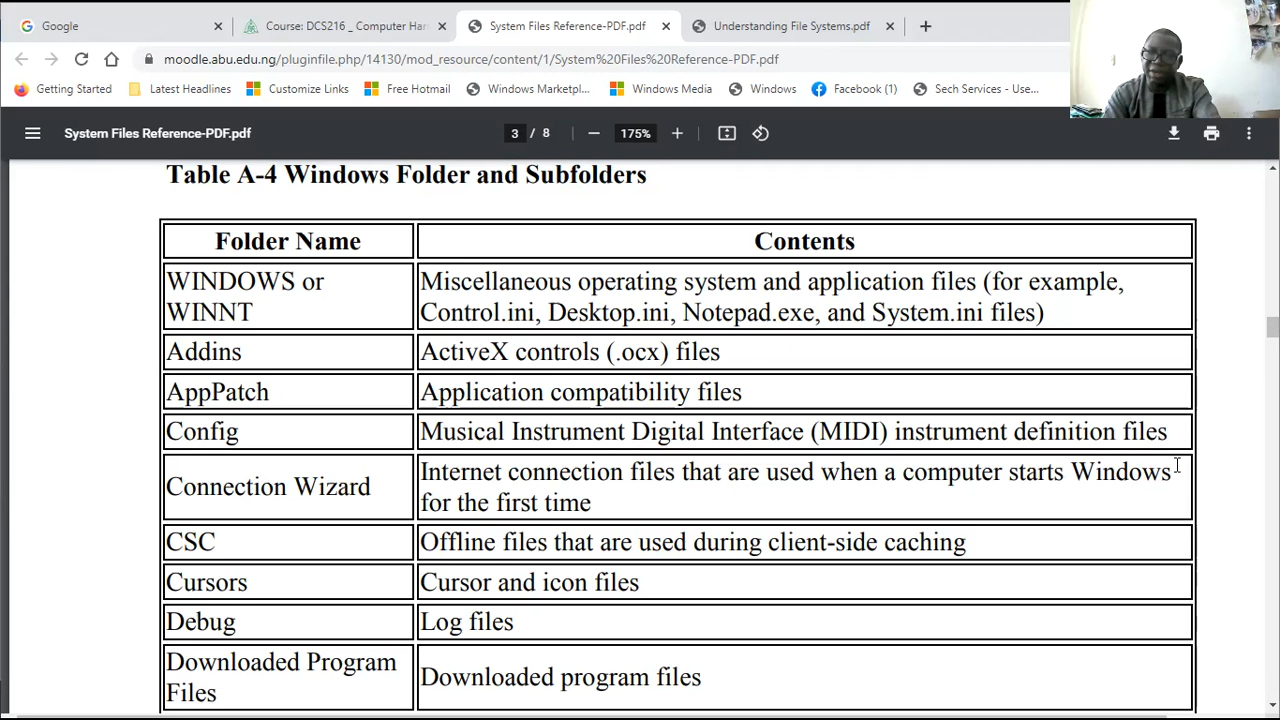 Google
Course: DCS216 _ Computer Har
System Files Reference-PDF.pdf
Understanding File Systems.pdf
moodle.abu.edu.ng/pluginfile.php/14130/mod_resource/content/1/System%20Files%20Reference-PDF.pdf
Getting Started
Latest Headlines
Customize Links
Free Hotmail
Windows Marketpl...
Windows Media
Windows
Facebook (1)
Sech Services - Use...
System Files Reference-PDF.pdf
3 / 8
175%
Table A-4 Windows Folder and Subfolders
Folder Name
Contents
WINDOWS or
WINNT
Miscellaneous operating system and application files (for example,
Control.ini, Desktop.ini, Notepad.exe, and System.ini files)
Addins
ActiveX controls (.ocx) files
AppPatch
Application compatibility files
Config
Musical Instrument Digital Interface (MIDI) instrument definition files
Connection Wizard
Internet connection files that are used when a computer starts Windows
for the first time
CSC
Offline files that are used during client-side caching
Cursors
Cursor and icon files
Debug
Log files
Downloaded Program
Files
Downloaded program files